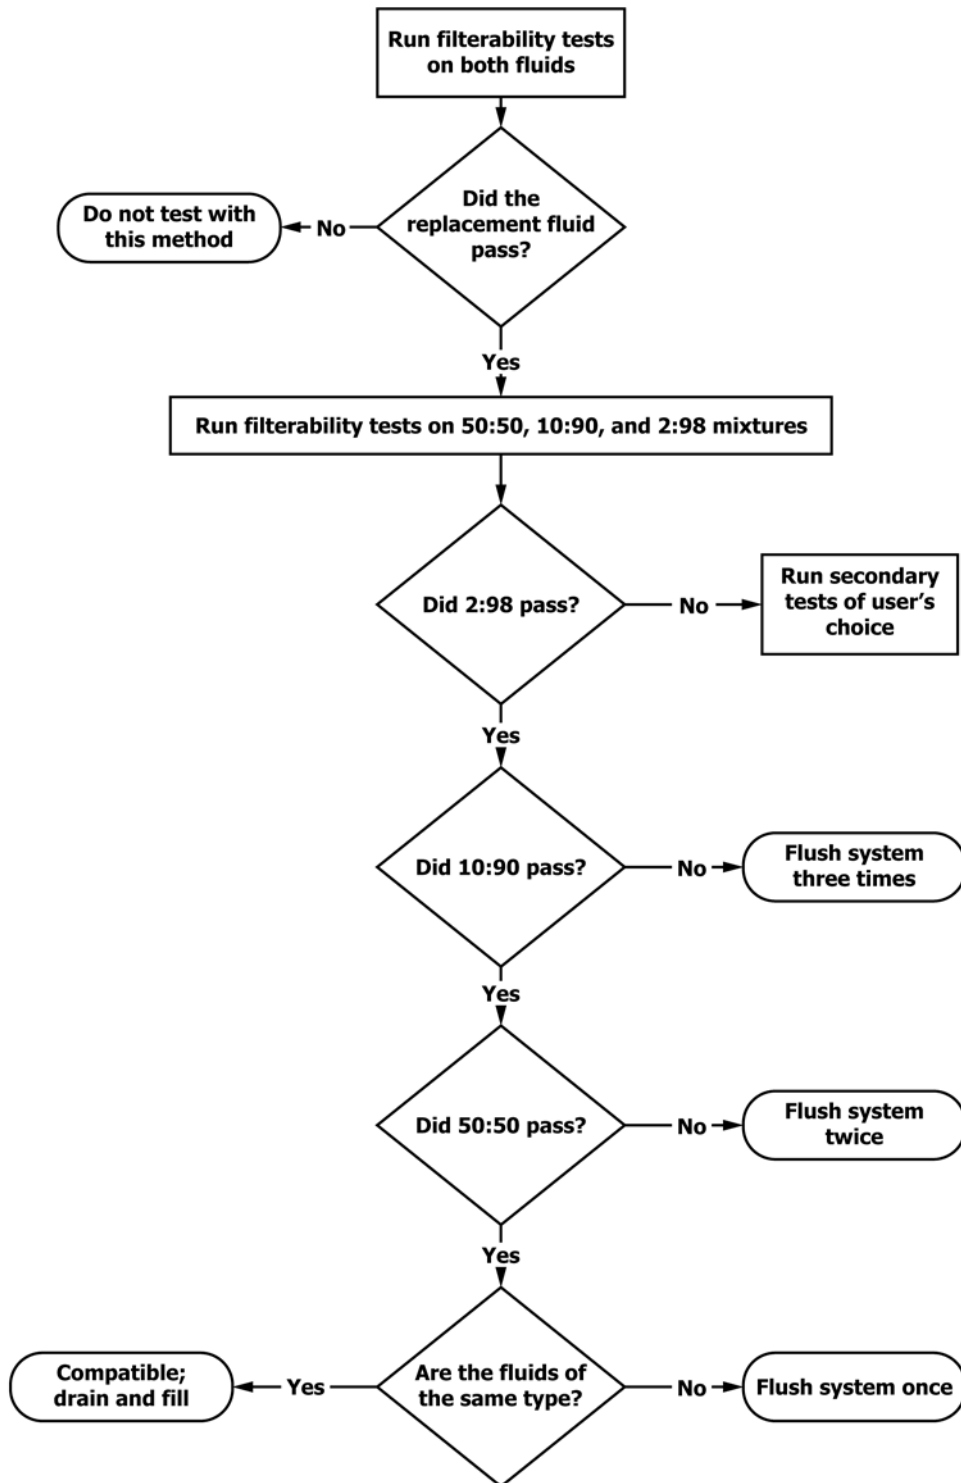 Run filterability tests
on both fluids
Did the
replacement fluid
pass?
No
Do not test with
this method
Yes
Run filterability tests on 50:50, 10:90, and 2:98 mixtures
Did 2:98 pass?
No
Run secondary
tests of user's
choice
Yes
Did 10:90 pass?
No
Flush system
three times
Yes
Did 50:50 pass?
No
Flush system
twice
Yes
Are the fluids of
the same type?
Yes
Compatible;
drain and fill
No
Flush system once